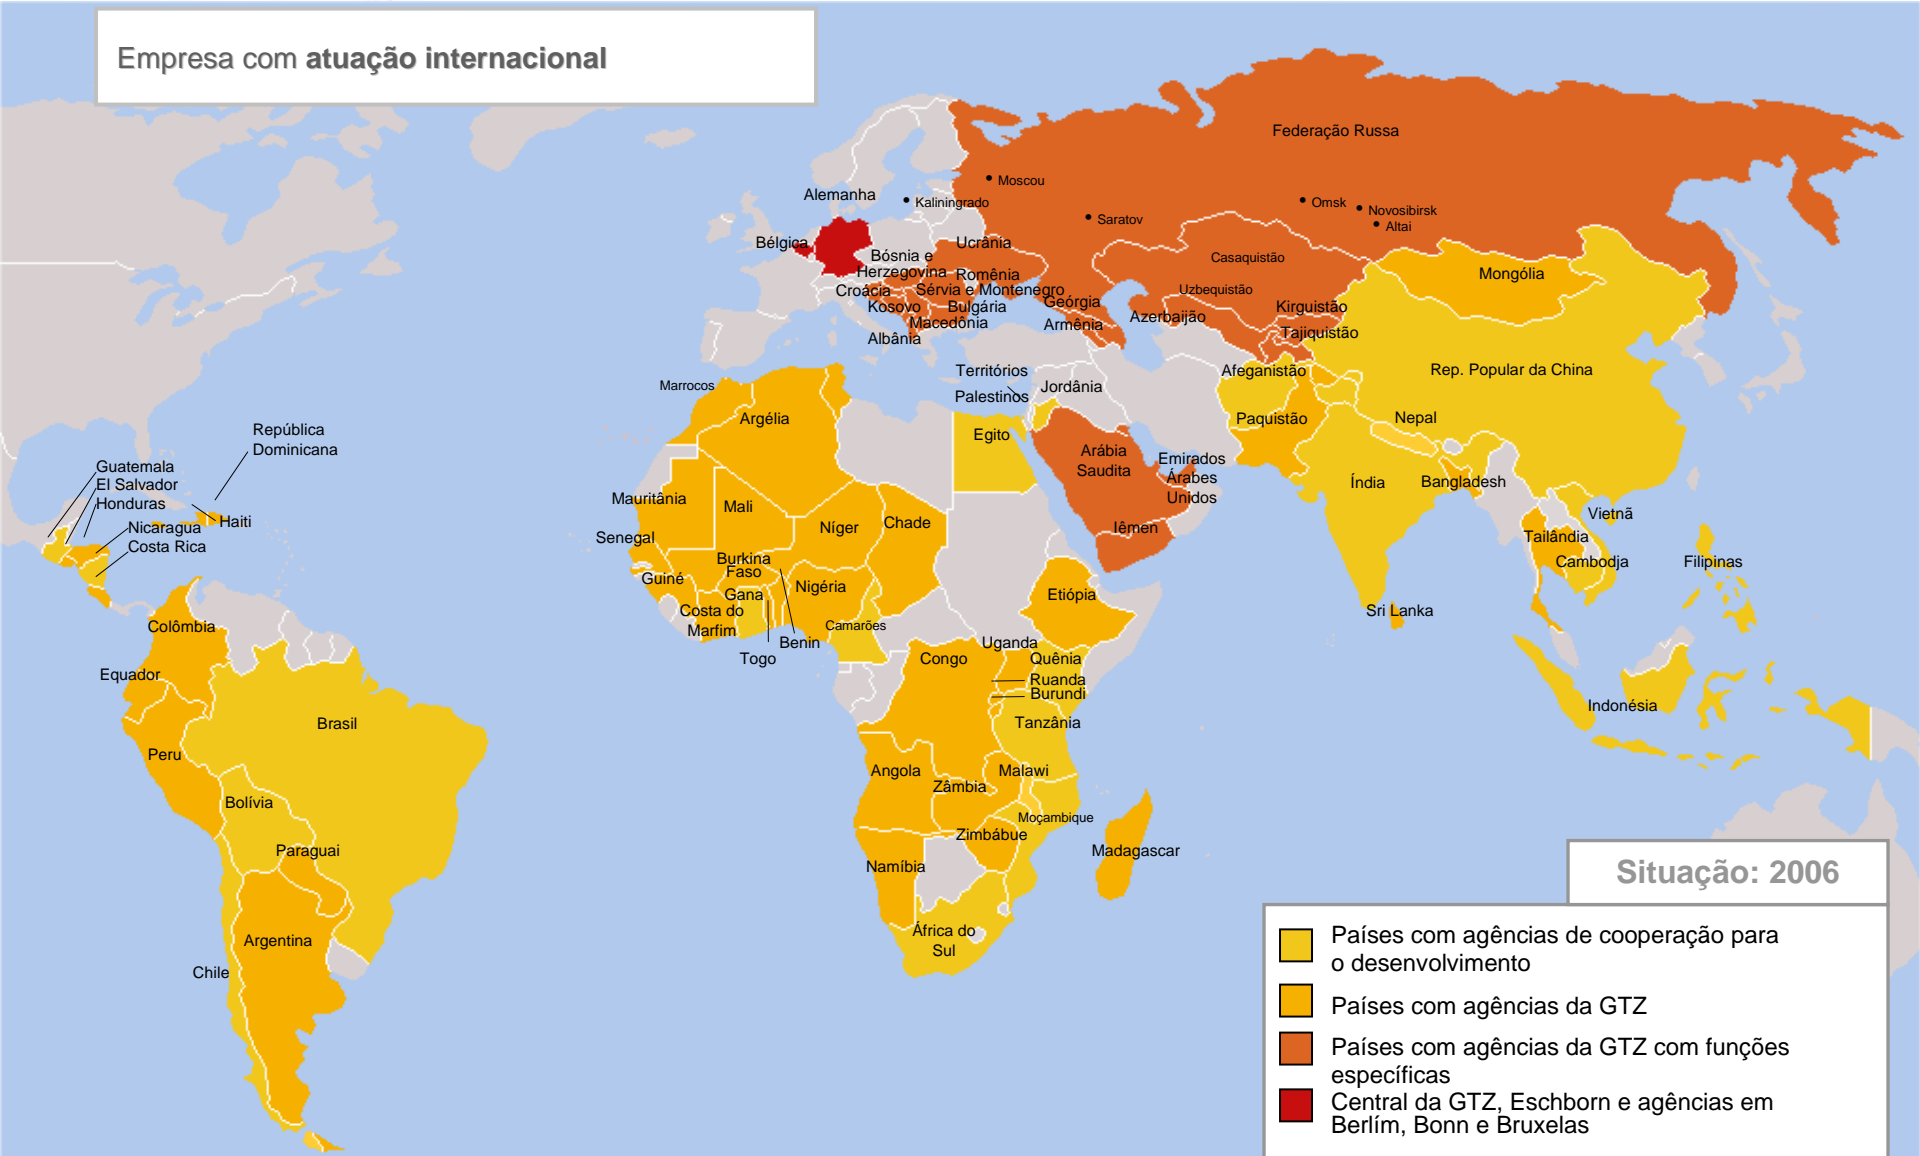 Empresa com atuação internacional
Federação Russa
Moscou
Alemanha
Kaliningrado
Omsk
Novosibirsk
Saratov
Altai
Bélgica
Ucrânia
Bósnia e
Herzegovina
Casaquistão
Romênia
Mongólia
Croácia
Sérvia e Montenegro
Uzbequistão
Geórgia
Kosovo
Bulgária
Kirguistão
Azerbaijão
Macedônia
Armênia
Tajiquistão
Albânia
Territórios
Palestinos
Jordânia
Afeganistão
Rep. Popular da China
Marrocos
Argélia
Paquistão
Nepal
República
Dominicana
Egito
Arábia
Saudita
Emirados
Árabes
Unidos
Guatemala
El Salvador
Honduras
Índia
Bangladesh
Mauritânia
Mali
Níger
Chade
Haiti
Nicaragua
Costa Rica
Iêmen
Vietnã
Senegal
Tailândia
Burkina
Faso
Cambodja
Filipinas
Guiné
Nigéria
Gana
Etiópia
Costa do
Marfim
Sri Lanka
Colômbia
Camarões
Benin
Togo
Uganda
Congo
Quênia
Equador
Ruanda
Burundi
Indonésia
Brasil
Tanzânia
Peru
Angola
Malawi
Zâmbia
Bolívia
Moçambique
Zimbábue
Paraguai
Madagascar
Namíbia
Argentina
África do
Sul
Chile
Situação: 2006
Países com agências de cooperação para
o desenvolvimento
Países com agências da GTZ
Países com agências da GTZ com funções
específicas
Central da GTZ, Eschborn e agências em
Berlím, Bonn e Bruxelas